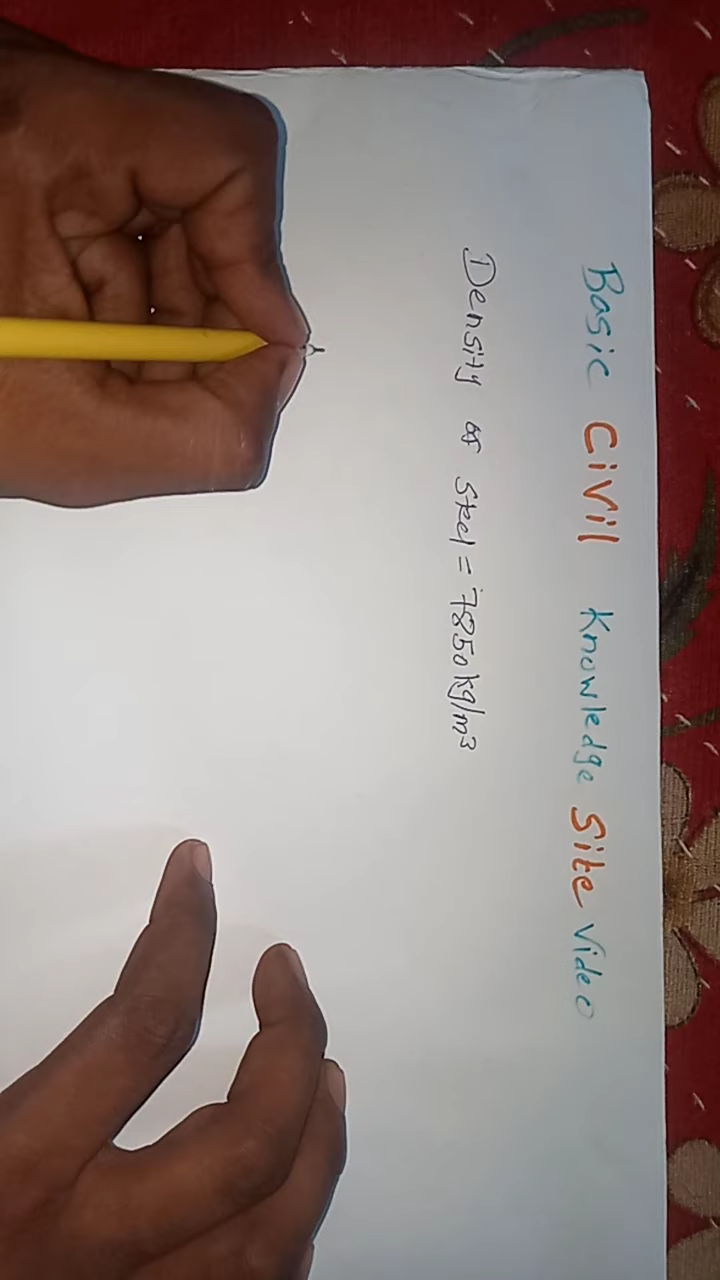 Basic Civil Knowledge Site Video
Density of Steel = 7850 kg/m³